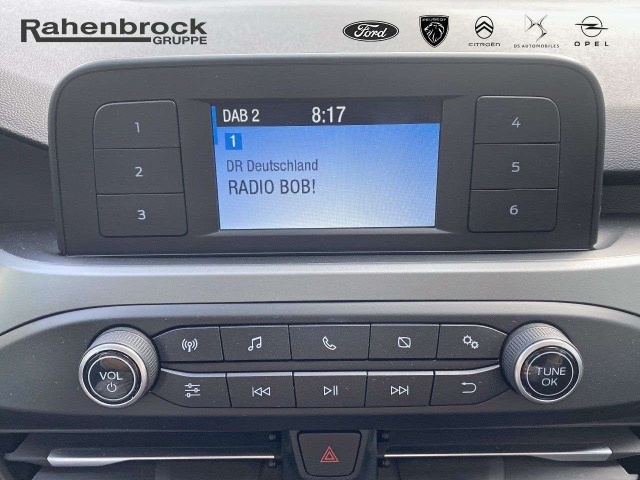 Rahenbrock
GRUPPE
Ford
PEUGEOT
CITROËN
DS AUTOMOBILES
OPEL
DAB 2 8:17
1
DR Deutschland
RADIO BOB!
1
2
3
4
5
6
VOL
TUNE
OK